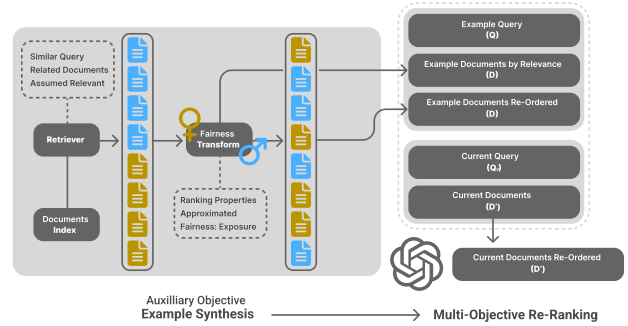 Similar Query
Related Documents
Assumed Relevant
Retriever
Documents
Index
Fairness
Transform
Ranking Properties
Approximated
Fairness: Exposure
Example Query
(Q)
Example Documents by Relevance
(D)
Example Documents Re-Ordered
(D)
Current Query
(Q:)
Current Documents
(D')
Current Documents Re-Ordered
(D')
Auxilliary Objective
Example Synthesis
Multi-Objective Re-Ranking